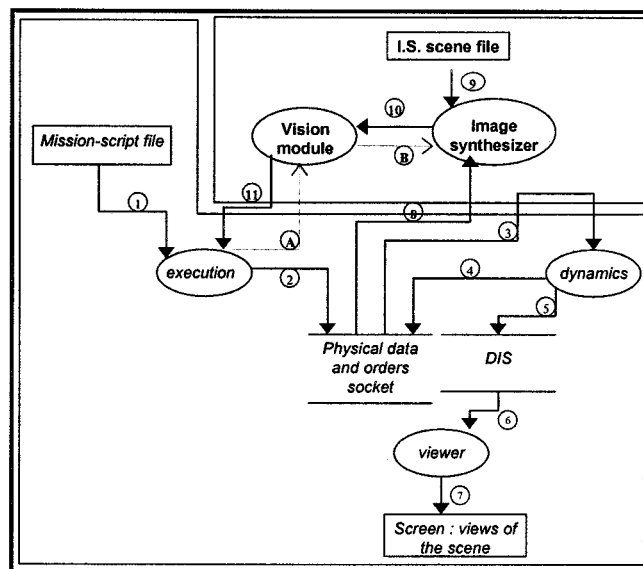 I.S. scene file
9
10
Vision
module
Image
synthesizer
B
Mission-script file
11
1
8
3
A
execution
2
4
dynamics
5
Physical data
and orders
socket
DIS
6
viewer
7
Screen : views of
the scene